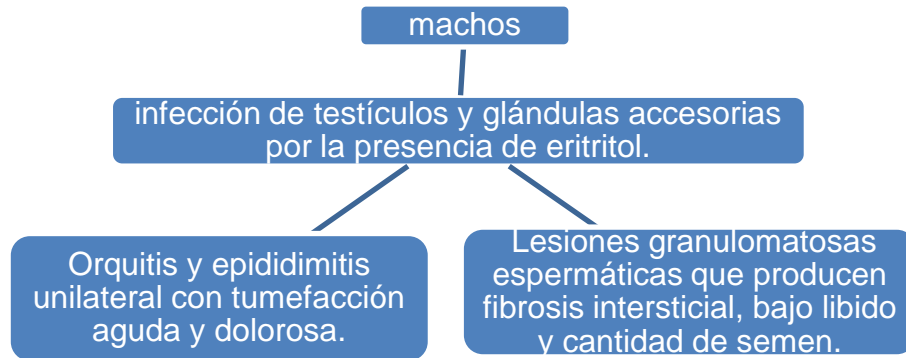 machos
infección de testículos y glándulas accesorias
por la presencia de eritritol.
Orquitis y epididimitis
unilateral con tumefacción
aguda y dolorosa.
Lesiones granulomatosas
espermáticas que producen
fibrosis intersticial, bajo libido
y cantidad de semen.